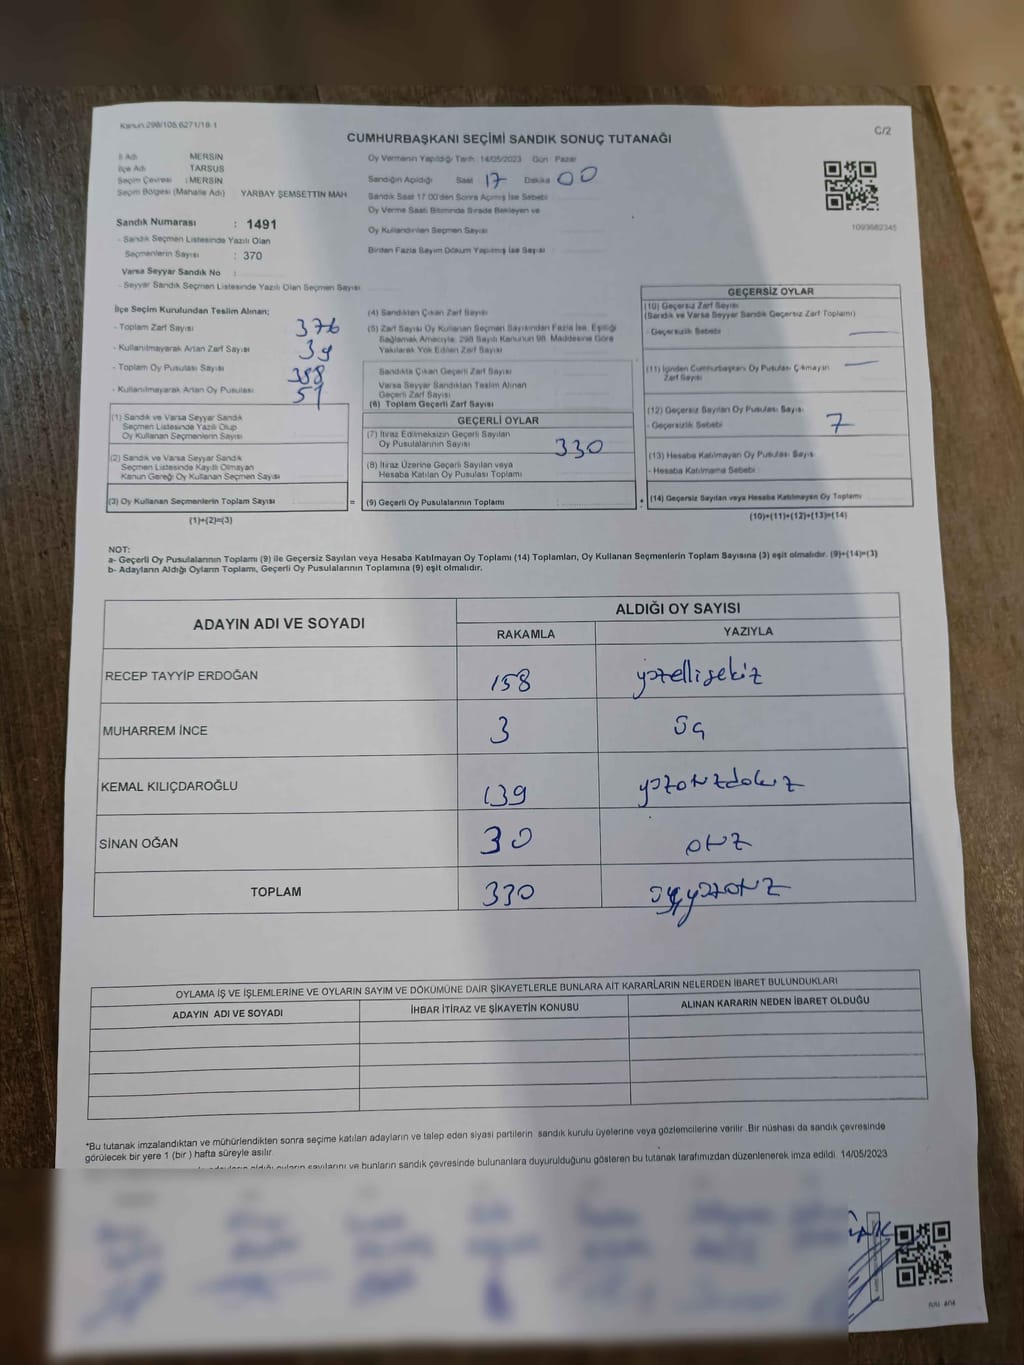 Kanun:298/105,6271/18-1
C/2
CUMHURBAŞKANI SEÇİMİ SANDIK SONUÇ TUTANAĞI
İl Adı MERSİN
İlçe Adı TARSUS
Seçim Çevresi : MERSİN
Seçim Bölgesi (Mahalle Adı) YARBAY ŞEMSETTİN MAH
Sandık Numarası : 1491
- Sandık Seçmen Listesinde Yazılı Olan
Seçmenlerin Sayısı : 370
Varsa Seyyar Sandık No :
- Seyyar Sandık Seçmen Listesinde Yazılı Olan Seçmen Sayısı
Oy Vermenin Yapıldığı Tarih 14/05/2023 Gün Pazar
Sandığın Açıldığı Saat 17 Dakika 00
Sandık Saat 17.00'den Sonra Açılmış İse Sebebi
Oy Verme Saati Bitiminde Sırada Bekleyen ve
Oy Kullandırılan Seçmen Sayısı
Birden Fazla Sayım Döküm Yapılmış İse Sayısı
1093682345
İlçe Seçim Kurulundan Teslim Alınan;
- Toplam Zarf Sayısı 376
- Kullanılmayarak Artan Zarf Sayısı 39
- Toplam Oy Pusulası Sayısı 388
- Kullanılmayarak Artan Oy Pusulası 51
(1) Sandık ve Varsa Seyyar Sandık
Seçmen Listesinde Yazılı Olup
Oy Kullanan Seçmenlerin Sayısı
(2) Sandık ve Varsa Seyyar Sandık
Seçmen Listesinde Kayıtlı Olmayan
Kanun Gereği Oy Kullanan Seçmen Sayısı
(3) Oy Kullanan Seçmenlerin Toplam Sayısı
(1)+(2)=(3)
(4) Sandıktan Çıkan Zarf Sayısı
(5) Zarf Sayısı Oy Kullanan Seçmen Sayısından Fazla İse, Eşitliği
Sağlamak Amacıyla, 298 Sayılı Kanunun 98. Maddesine Göre
Yakılarak Yok Edilen Zarf Sayısı
Sandıkta Çıkan Geçerli Zarf Sayısı
Varsa Seyyar Sandıktan Teslim Alınan
Geçerli Zarf Sayısı
(6) Toplam Geçerli Zarf Sayısı
GEÇERLİ OYLAR
(7) İtiraz Edilmeksizin Geçerli Sayılan
Oy Pusulalarının Sayısı 330
(8) İtiraz Üzerine Geçerli Sayılan veya
Hesaba Katılan Oy Pusulası Toplamı
= (9) Geçerli Oy Pusulalarının Toplamı +
GEÇERSİZ OYLAR
(10) Geçersiz Zarf Sayısı
(Sandık ve Varsa Seyyar Sandık Geçersiz Zarf Toplamı)
- Geçersizlik Sebebi —
(11) İçinden Cumhurbaşkanı Oy Pusulası Çıkmayan
Zarf Sayısı —
(12) Geçersiz Sayılan Oy Pusulası Sayısı
- Geçersizlik Sebebi 7
(13) Hesaba Katılmayan Oy Pusulası Sayısı
- Hesaba Katılmama Sebebi
(14) Geçersiz Sayılan veya Hesaba Katılmayan Oy Toplamı
(10)+(11)+(12)+(13)=(14)
NOT:
a- Geçerli Oy Pusulalarının Toplamı (9) ile Geçersiz Sayılan veya Hesaba Katılmayan Oy Toplamı (14) Toplamları, Oy Kullanan Seçmenlerin Toplam Sayısına (3) eşit olmalıdır. (9)+(14)=(3)
b- Adayların Aldığı Oyların Toplamı, Geçerli Oy Pusulalarının Toplamına (9) eşit olmalıdır.
ADAYIN ADI VE SOYADI
ALDIĞI OY SAYISI
RAKAMLA YAZIYLA
RECEP TAYYİP ERDOĞAN 158 yüzellisekiz
MUHARREM İNCE 3 üç
KEMAL KILIÇDAROĞLU 139 yüzotuzdokuz
SİNAN OĞAN 30 otuz
TOPLAM 330 üçyüzotuz
OYLAMA İŞ VE İŞLEMLERİNE VE OYLARIN SAYIM VE DÖKÜMÜNE DAİR ŞİKAYETLERLE BUNLARA AİT KARARLARIN NELERDEN İBARET BULUNDUKLARI
ADAYIN ADI VE SOYADI İHBAR İTİRAZ VE ŞİKAYETİN KONUSU ALINAN KARARIN NEDEN İBARET OLDUĞU
*Bu tutanak imzalandıktan ve mühürlendikten sonra seçime katılan adayların ve talep eden siyasi partilerin sandık kurulu üyelerine veya gözlemcilerine verilir .Bir nüshası da sandık çevresinde
görülecek bir yere 1 (bir ) hafta süreyle asılır.
oyların sayılarını ve bunların sandık çevresinde bulunanlara duyurulduğunu gösteren bu tutanak tarafımızdan düzenlenerek imza edildi. 14/05/2023